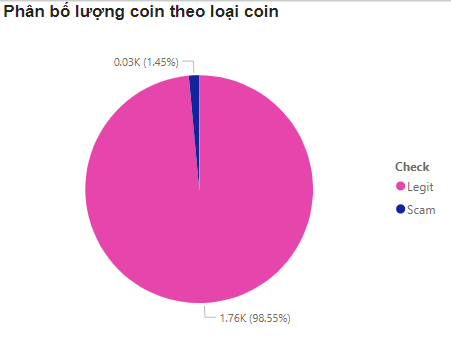 Phân bố lượng coin theo loại coin
0.03K (1.45%)
Check
Legit
Scam
1.76K (98.55%)